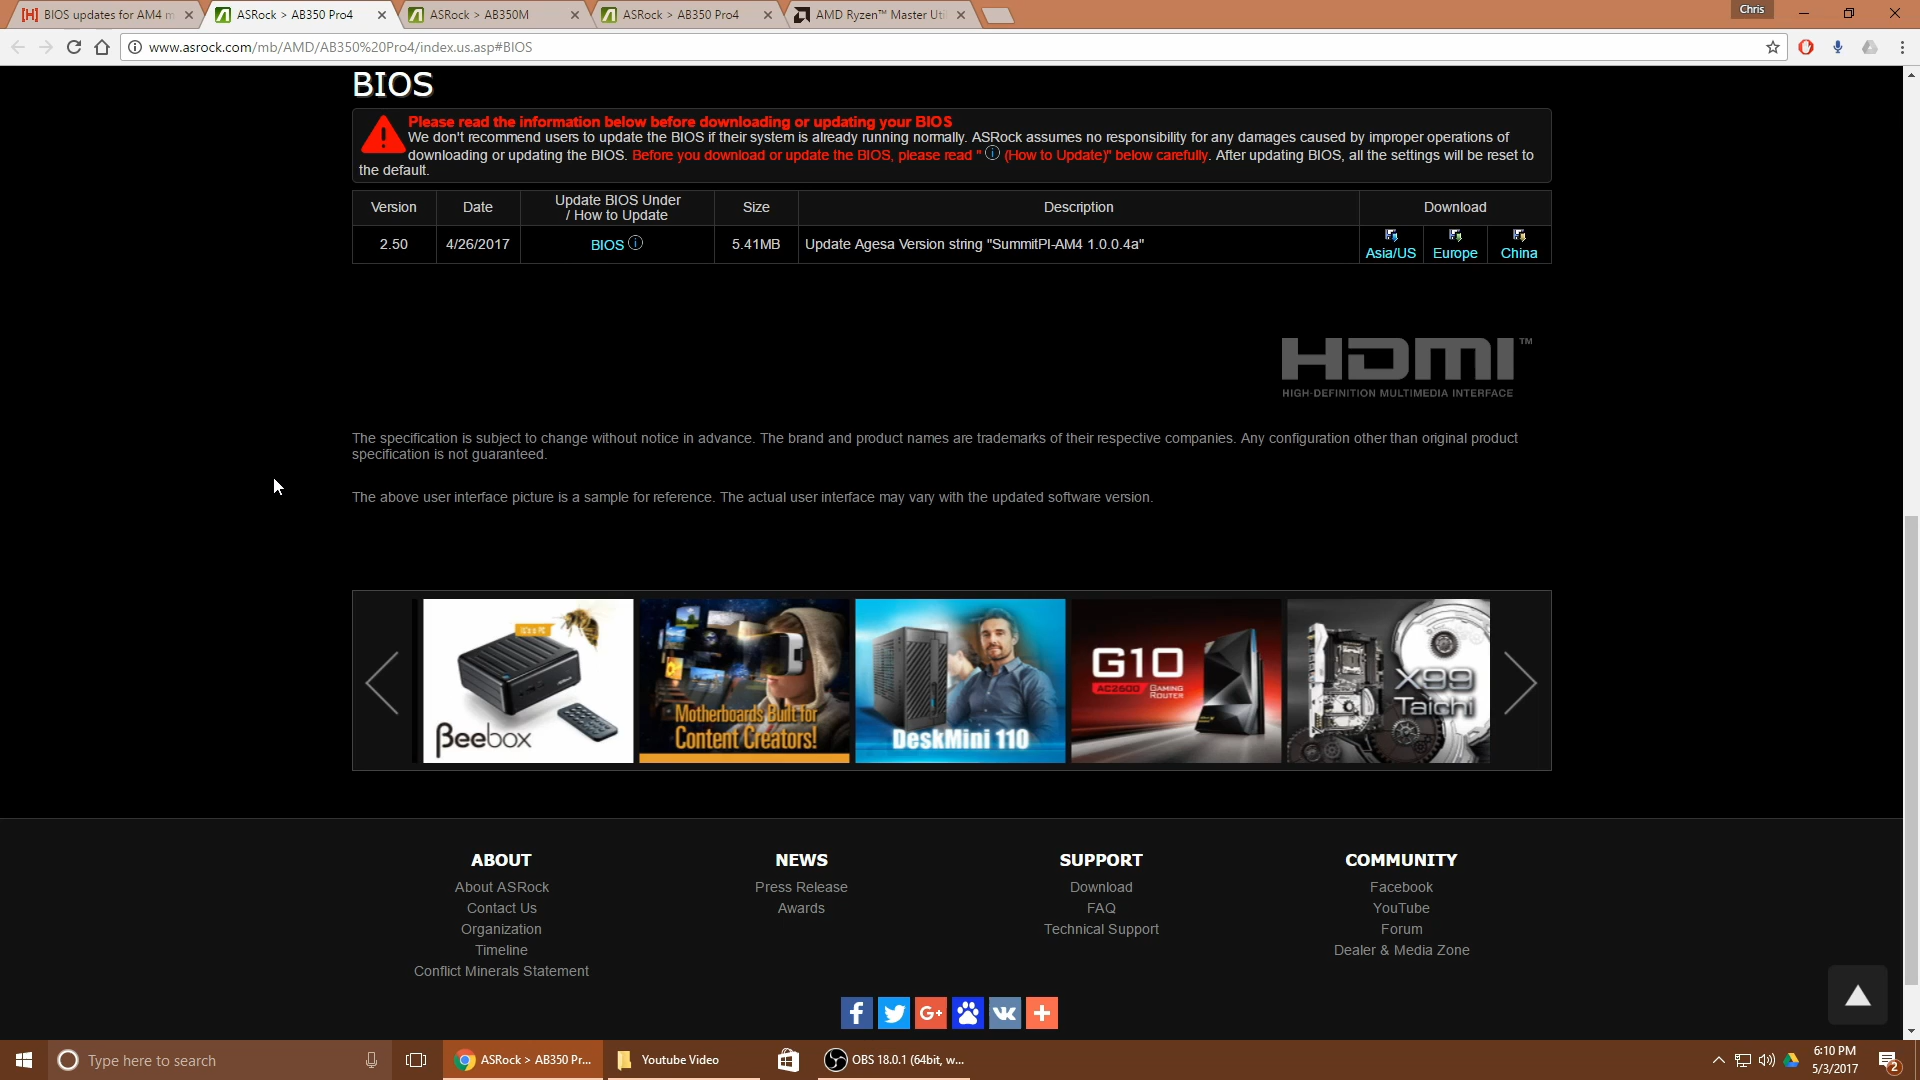 BIOS updates for AM4 m
ASRock > AB350 Pro4
ASRock > AB350M
ASRock > AB350 Pro4
AMD Ryzen™ Master Uti
Chris
www.asrock.com/mb/AMD/AB350%20Pro4/index.us.asp#BIOS
BIOS
Please read the information below before downloading or updating your BIOS
We don't recommend users to update the BIOS if their system is already running normally. ASRock assumes no responsibility for any damages caused by improper operations of
downloading or updating the BIOS. Before you download or update the BIOS, please read " ⓘ (How to Update)" below carefully. After updating BIOS, all the settings will be reset to
the default.
Version Date Update BIOS Under / How to Update Size Description Download
2.50 4/26/2017 BIOS ⓘ 5.41MB Update Agesa Version string "SummitPI-AM4 1.0.0.4a" Asia/US Europe China
HDMI™
HIGH-DEFINITION MULTIMEDIA INTERFACE
The specification is subject to change without notice in advance. The brand and product names are trademarks of their respective companies. Any configuration other than original product
specification is not guaranteed.
The above user interface picture is a sample for reference. The actual user interface may vary with the updated software version.
Beebox
Motherboards Built for
Content Creators!
DeskMini 110
G10
AC2600 GAMING
ROUTER
X99
Taichi
ABOUT
About ASRock
Contact Us
Organization
Timeline
Conflict Minerals Statement
NEWS
Press Release
Awards
SUPPORT
Download
FAQ
Technical Support
COMMUNITY
Facebook
YouTube
Forum
Dealer & Media Zone
Type here to search
ASRock > AB350 Pr...
Youtube Video
OBS 18.0.1 (64bit, w...
6:10 PM
5/3/2017
2